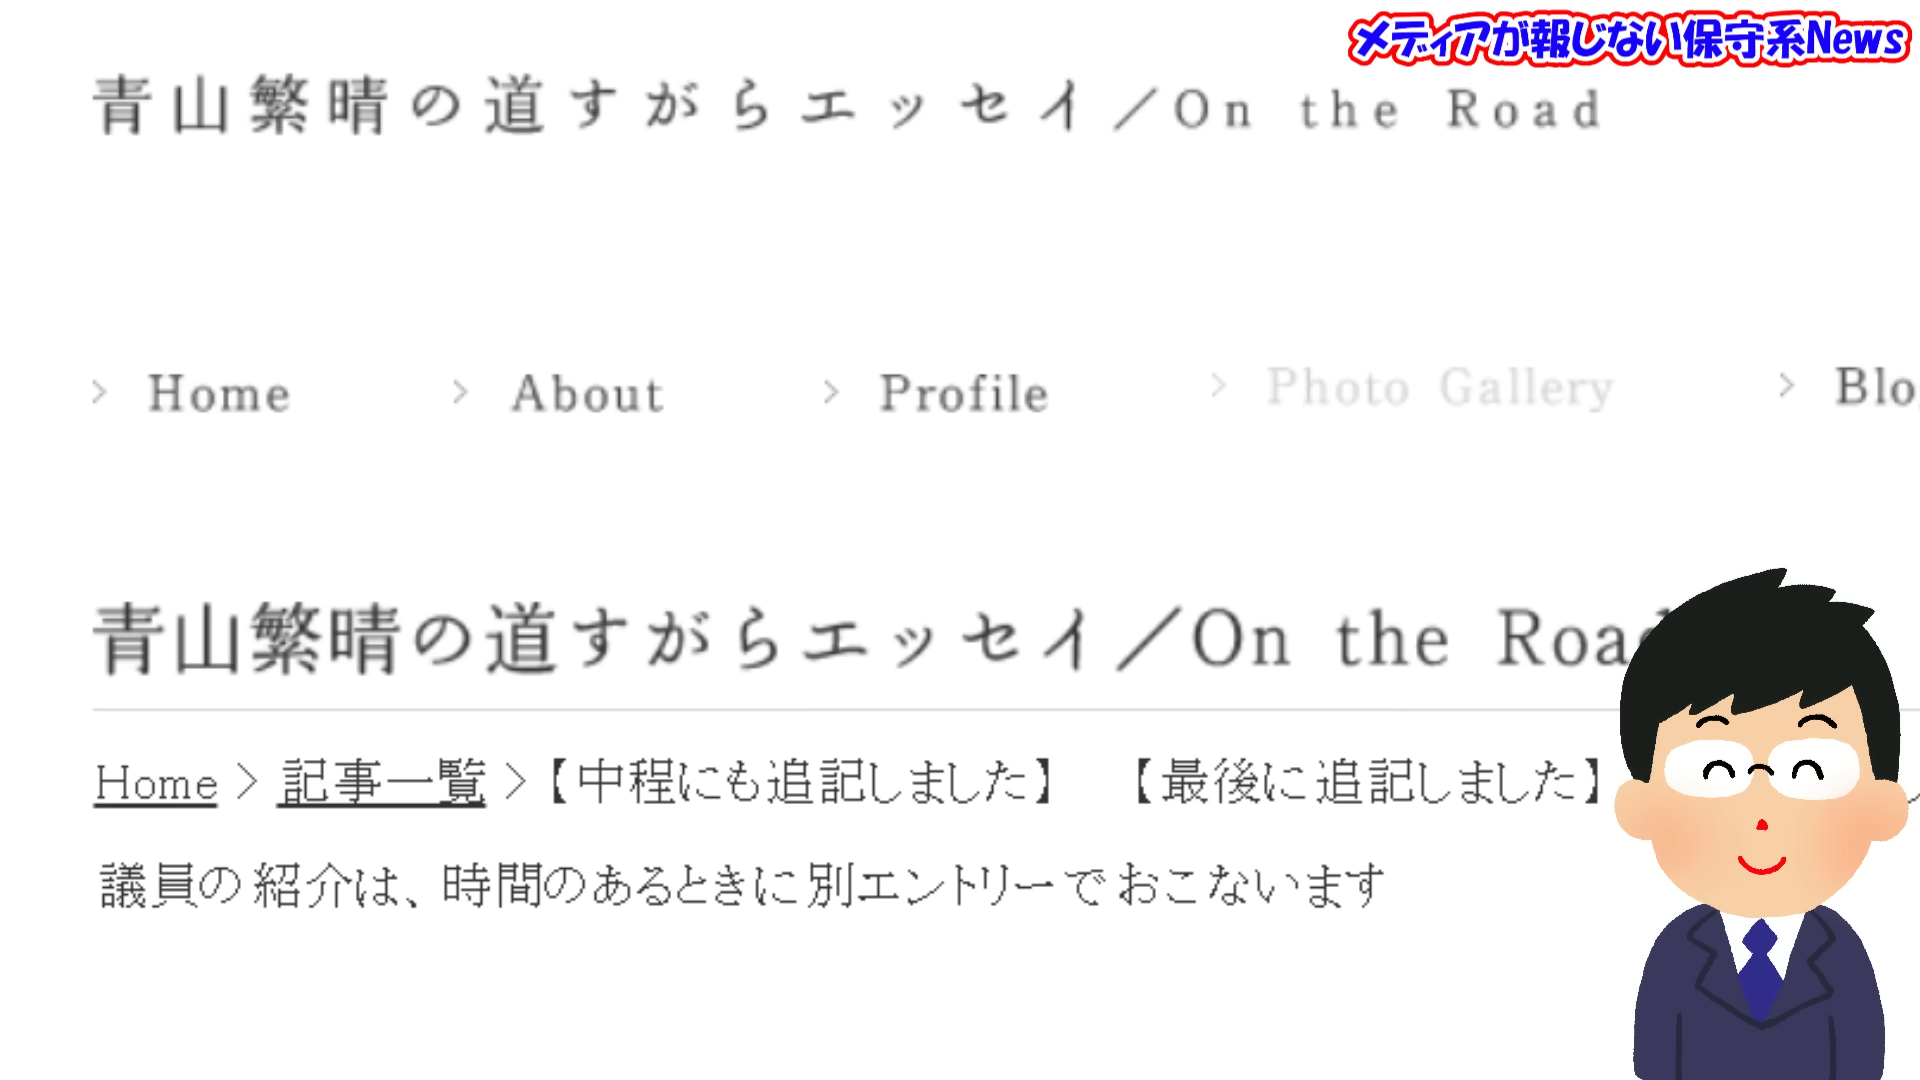 メディアが報じない保守系News
青山繁晴の道すがらエッセイ／On the Road
Home
About
Profile
Photo Gallery
青山繁晴の道すがらエッセイ／On the
Home > 記事一覧 >【中程にも追記しました】 【最後に追記しました】
議員の紹介は、時間のあるときに別エントリーでおこないます